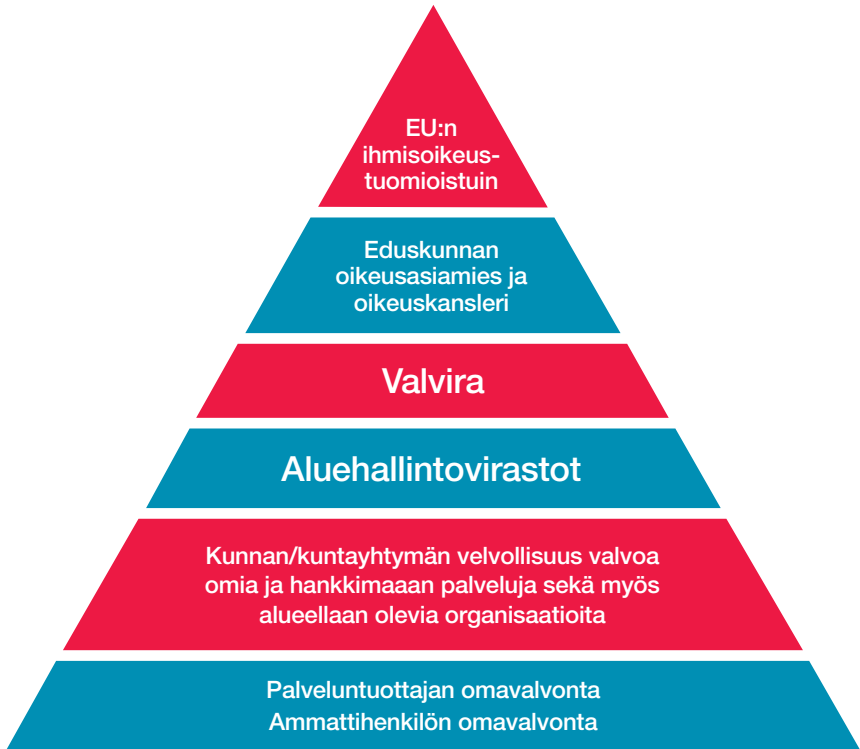 EU:n
ihmisoikeus-
tuomioistuin
Eduskunnan
oikeusasiamies ja
oikeuskansleri
Valvira
Aluehallintovirastot
Kunnan/kuntayhtymän velvollisuus valvoa
omia ja hankkimaaan palveluja sekä myös
alueellaan olevia organisaatioita
Palveluntuottajan omavalvonta
Ammattihenkilön omavalvonta